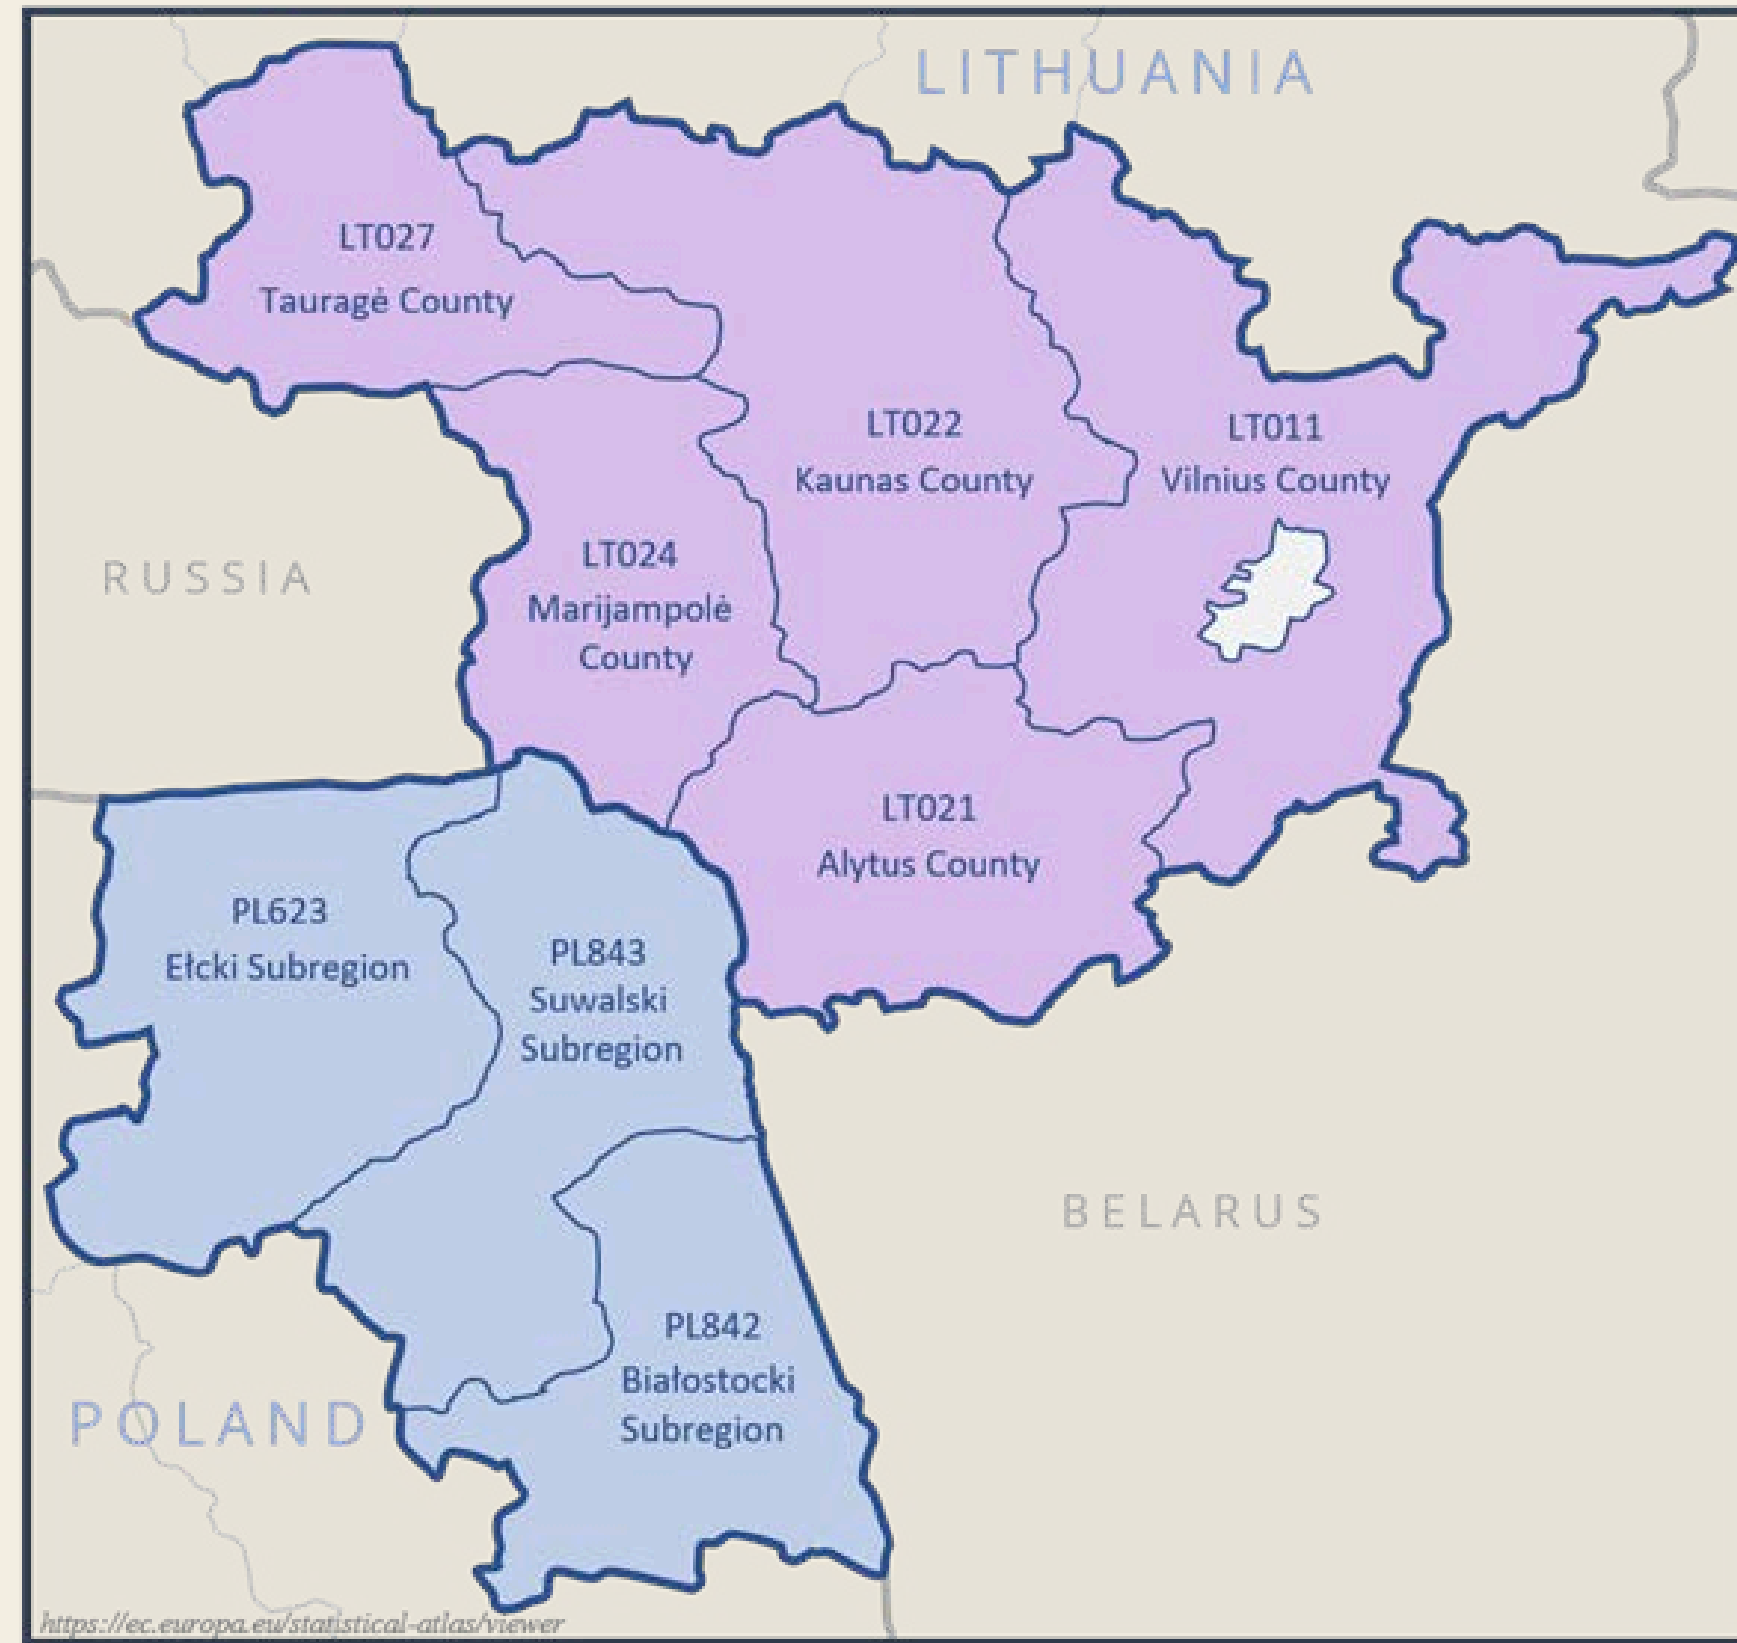 LITHUANIA
LT027
Tauragė County
LT022
Kaunas County
LT011
Vilnius County
RUSSIA
LT024
Marijampolė
County
LT021
Alytus County
PL623
Ełcki Subregion
PL843
Suwalski
Subregion
BELARUS
PL842
Białostocki
Subregion
POLAND
https://ec.europa.eu/statistical-atlas/viewer